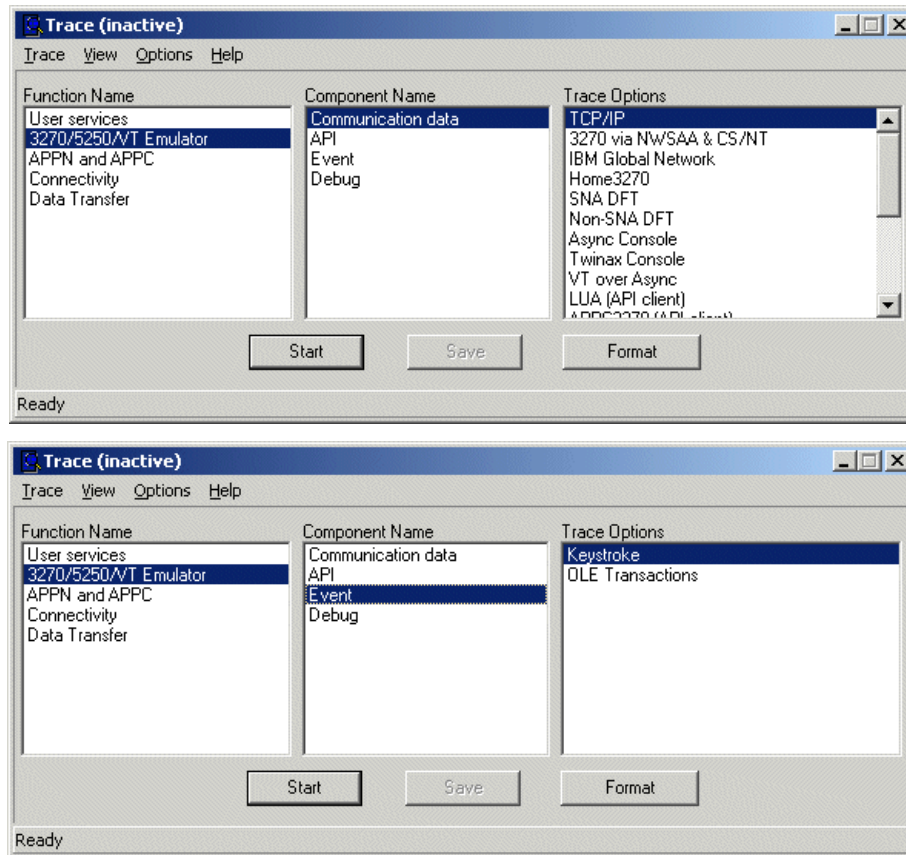 Trace (inactive)
Trace View Options Help
Function Name
User services
3270/5250/VT Emulator
APPN and APPC
Connectivity
Data Transfer
Component Name
Communication data
API
Event
Debug
Trace Options
TCP/IP
3270 via NWSAA & CS/NT
IBM Global Network
Home3270
SNA DFT
Non-SNA DFT
Async Console
Twinax Console
VT over Async
LUA (API client)
APPC3270 (API client)
Start Save Format
Ready
Trace (inactive)
Trace View Options Help
Function Name
User services
3270/5250/VT Emulator
APPN and APPC
Connectivity
Data Transfer
Component Name
Communication data
API
Event
Debug
Trace Options
Keystroke
OLE Transactions
Start Save Format
Ready